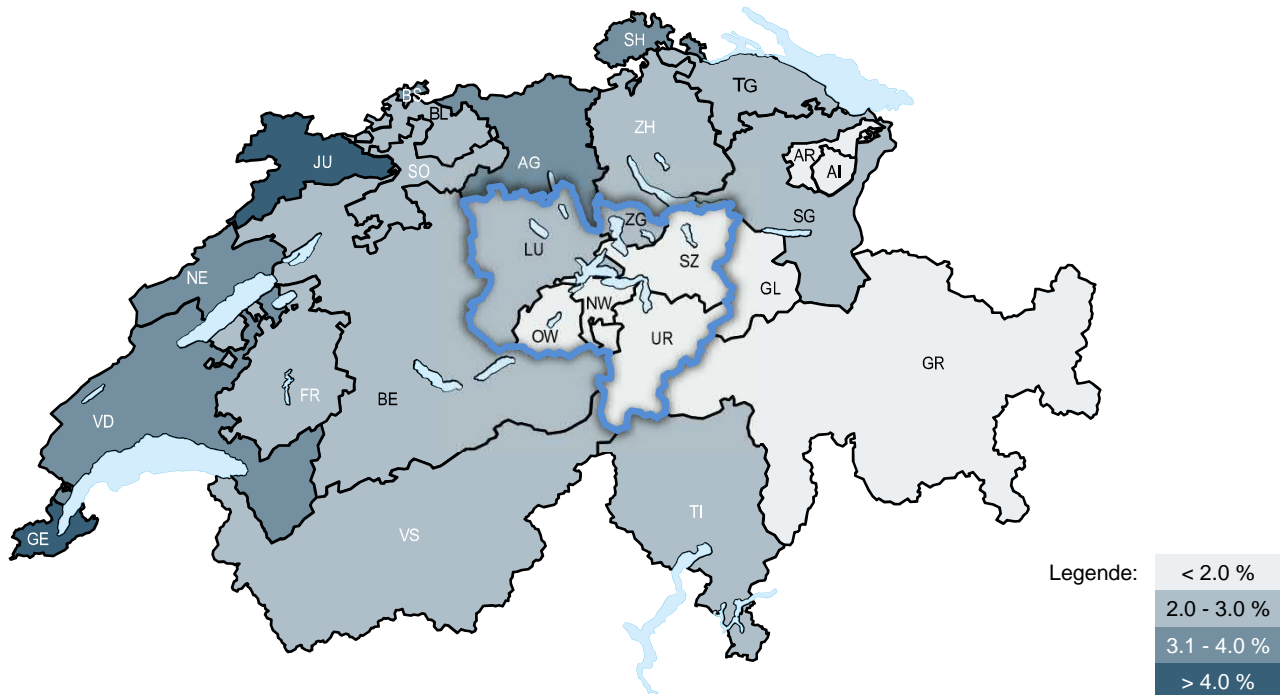 SH
TG
BS
BL
ZH
JU
SO
AG
AR
AI
SG
ZG
LU
SZ
NE
GL
NW
OW
UR
GR
FR
BE
VD
TI
VS
GE
Legende:
< 2.0 %
2.0 - 3.0 %
3.1 - 4.0 %
> 4.0 %